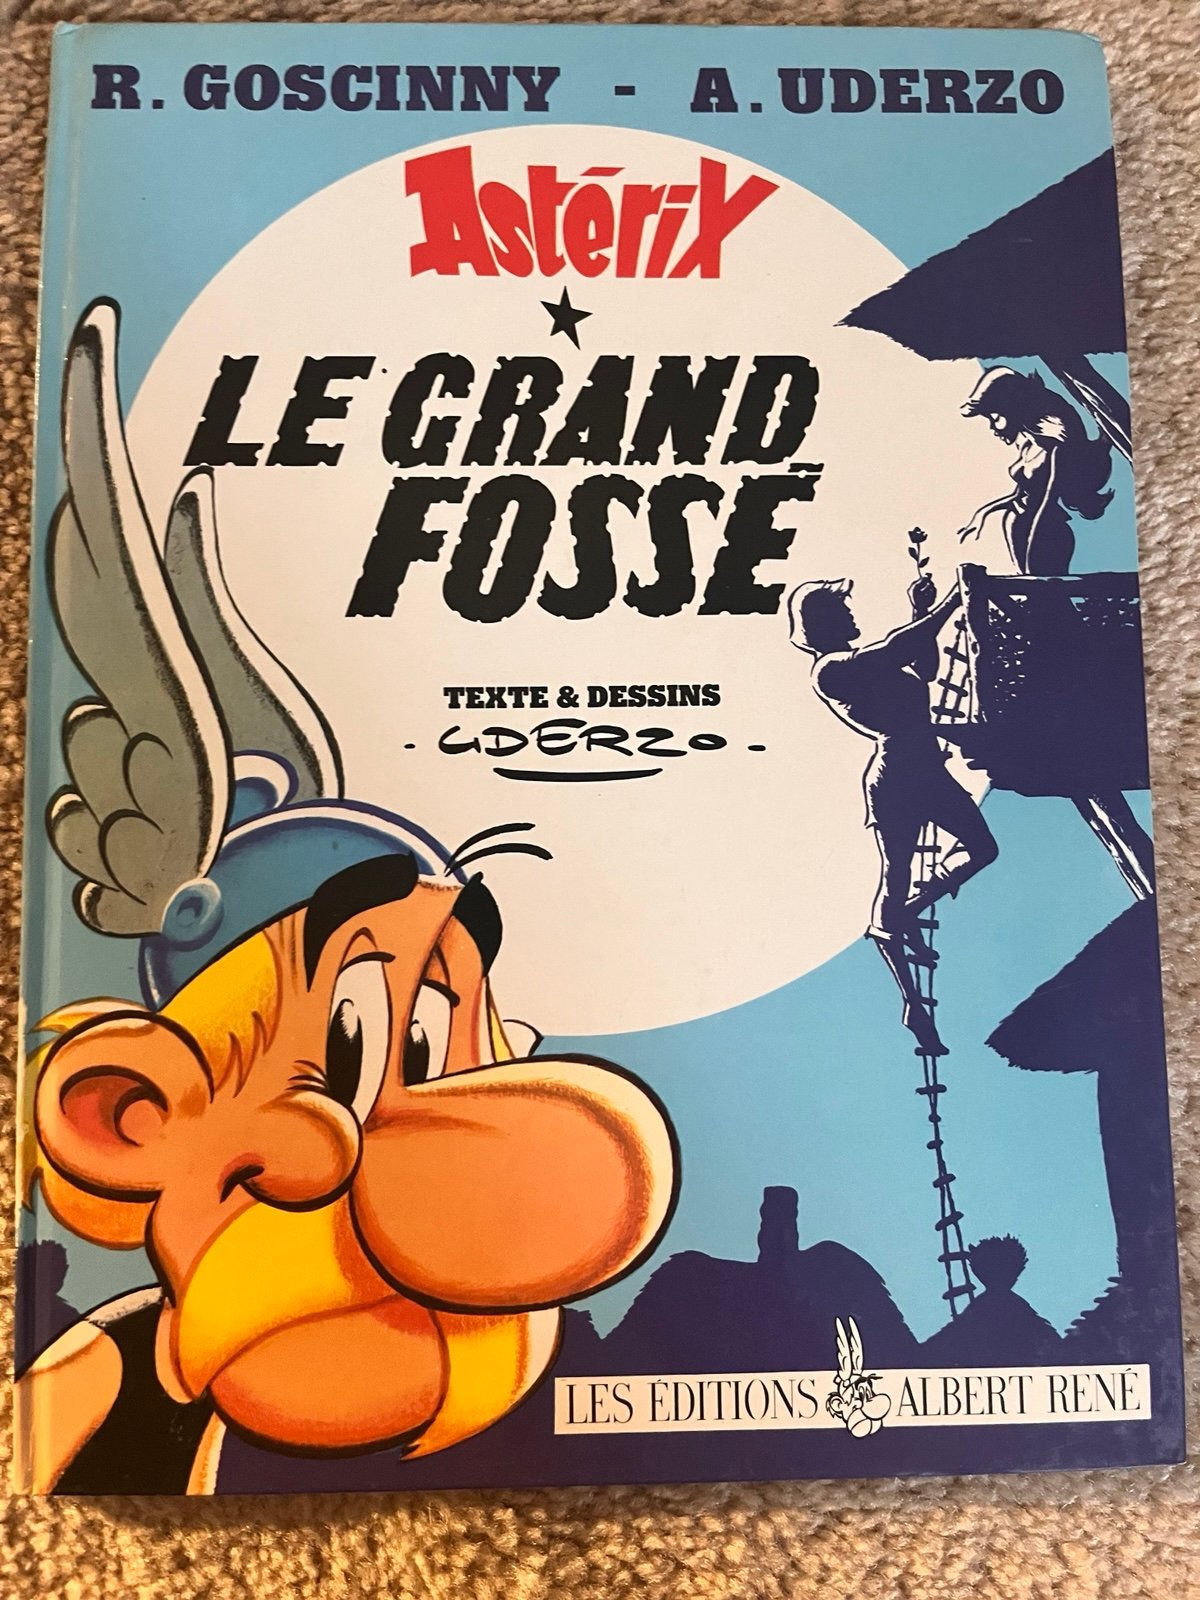 R. GOSCINNY - A. UDERZO
Astérix
LE GRAND
FOSSÉ
TEXTE & DESSINS
- UDERZO -
LES ÉDITIONS ALBERT RENÉ